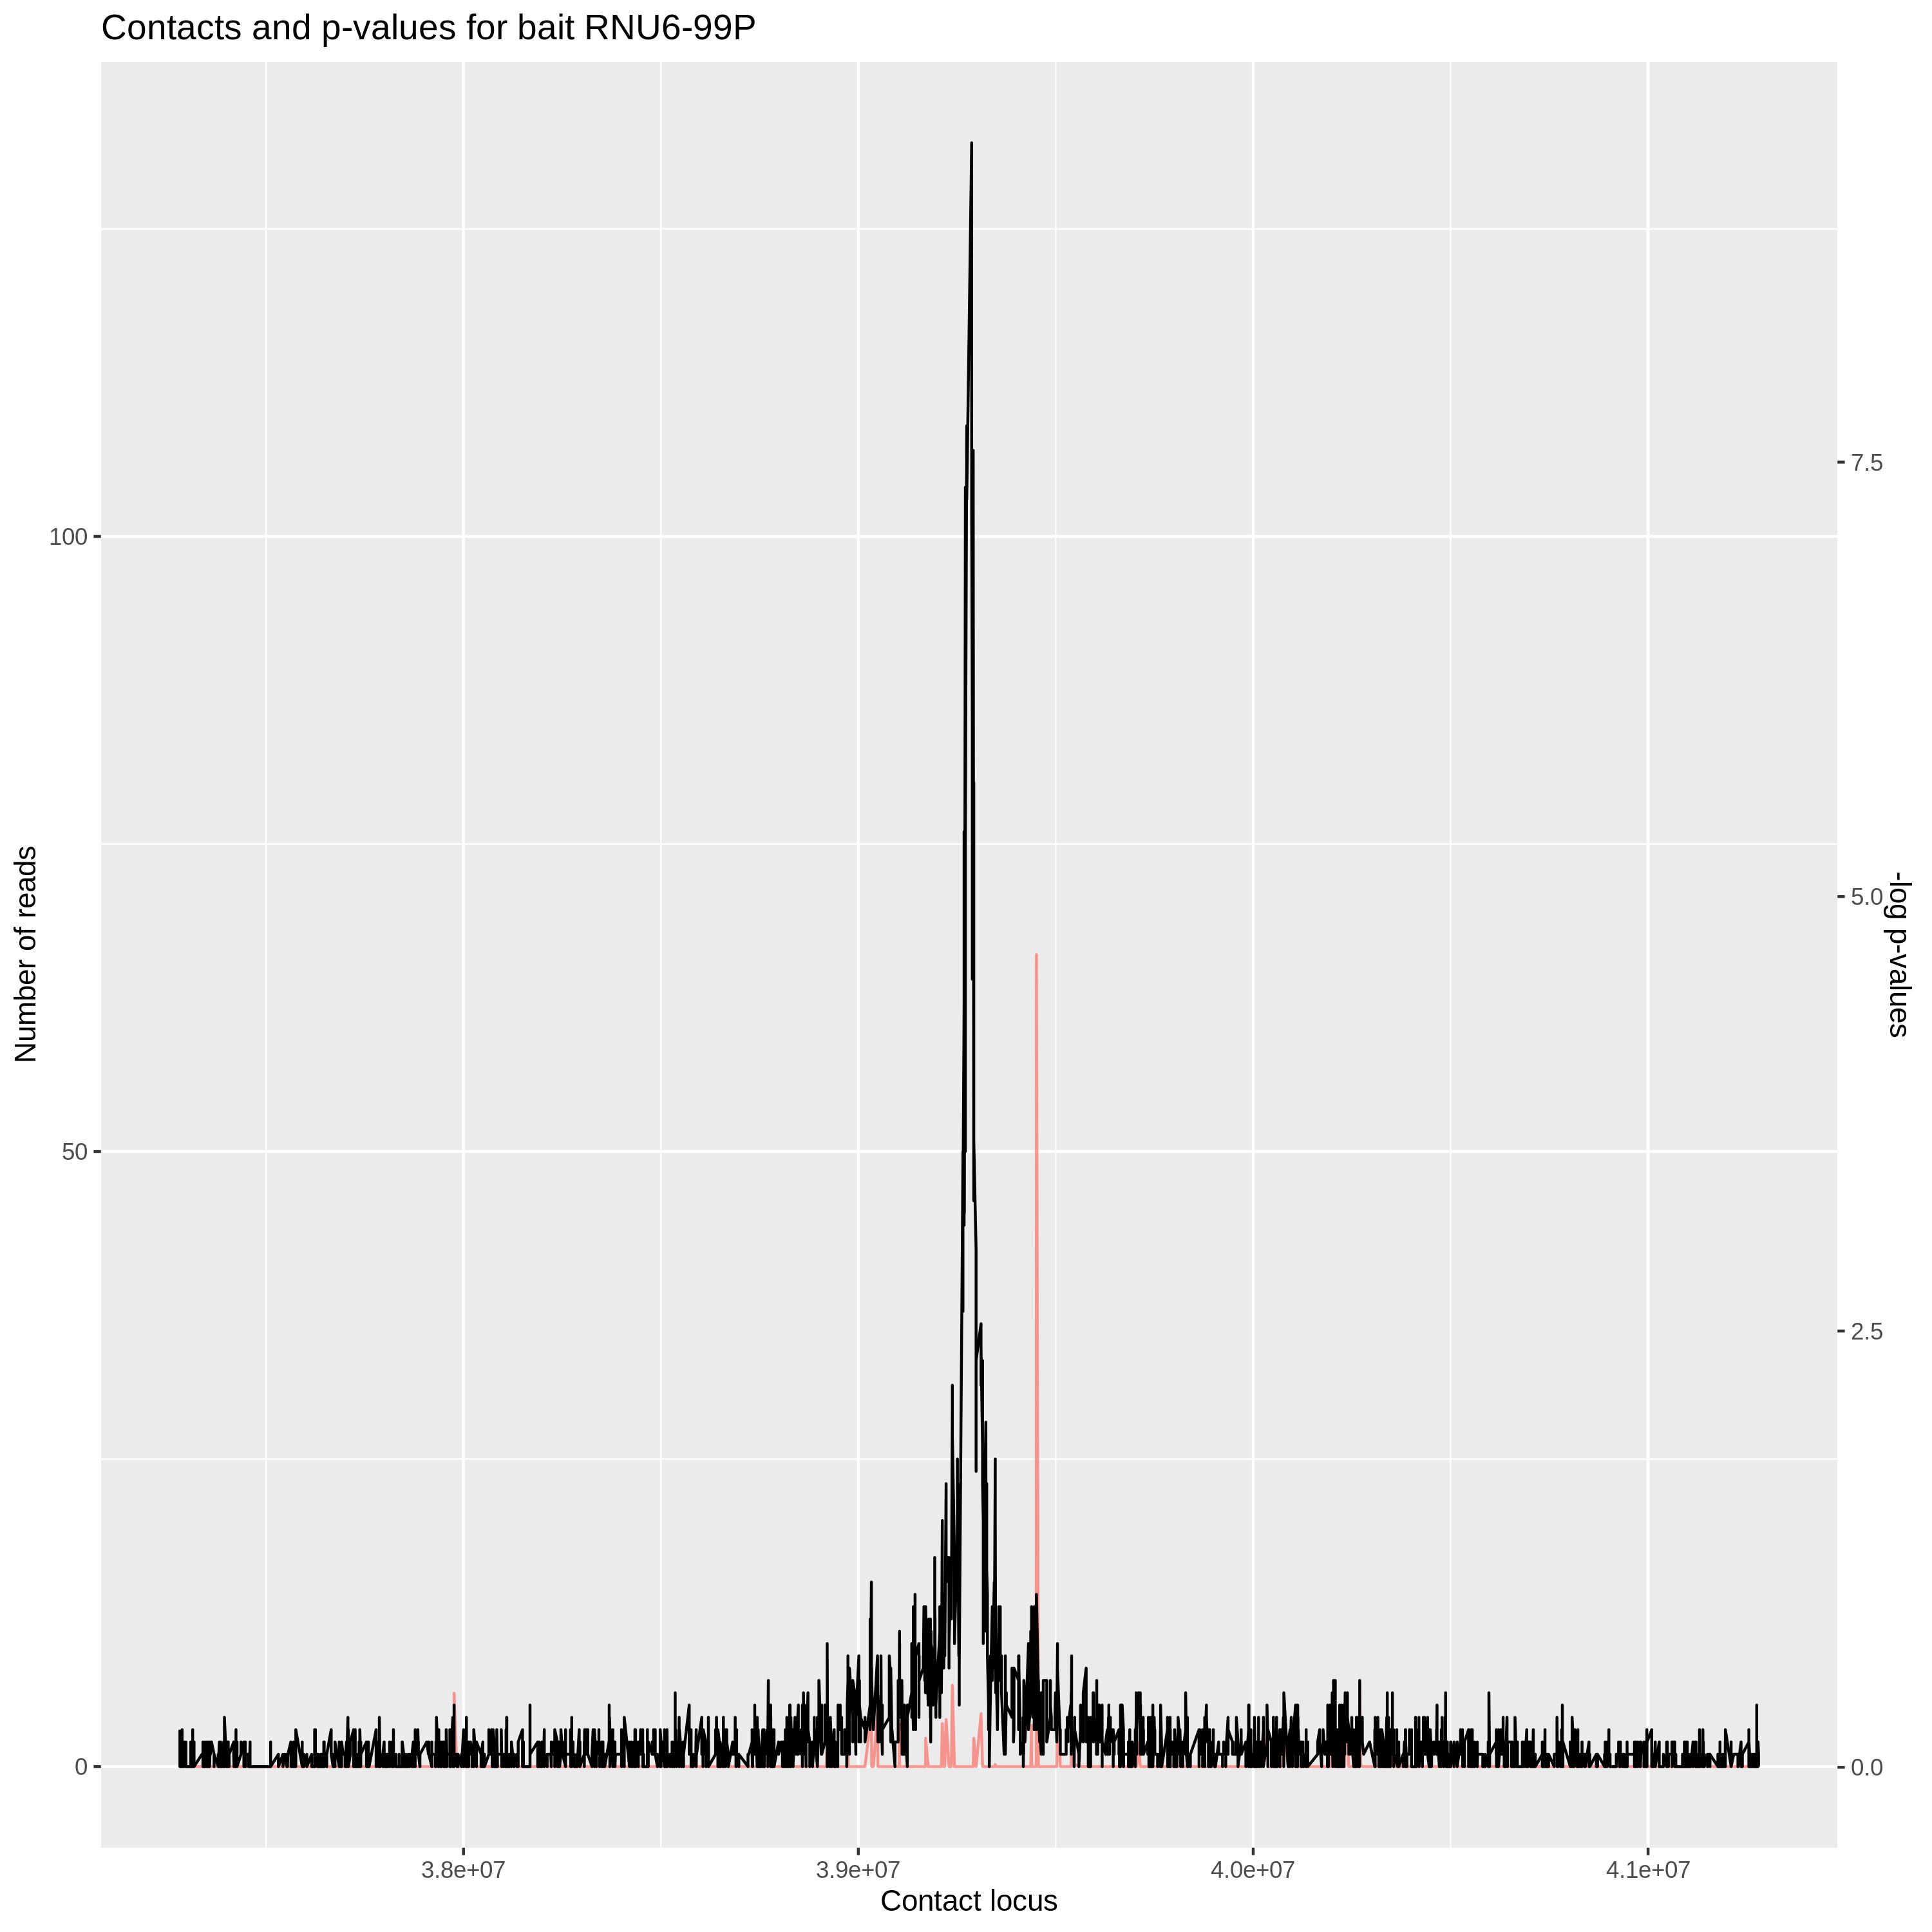 Contacts and p-values for bait RNU6-99P
Number of reads
100
50
0
7.5
5.0
2.5
0.0
-log p-values
3.8e+07
3.9e+07
4.0e+07
4.1e+07
Contact locus